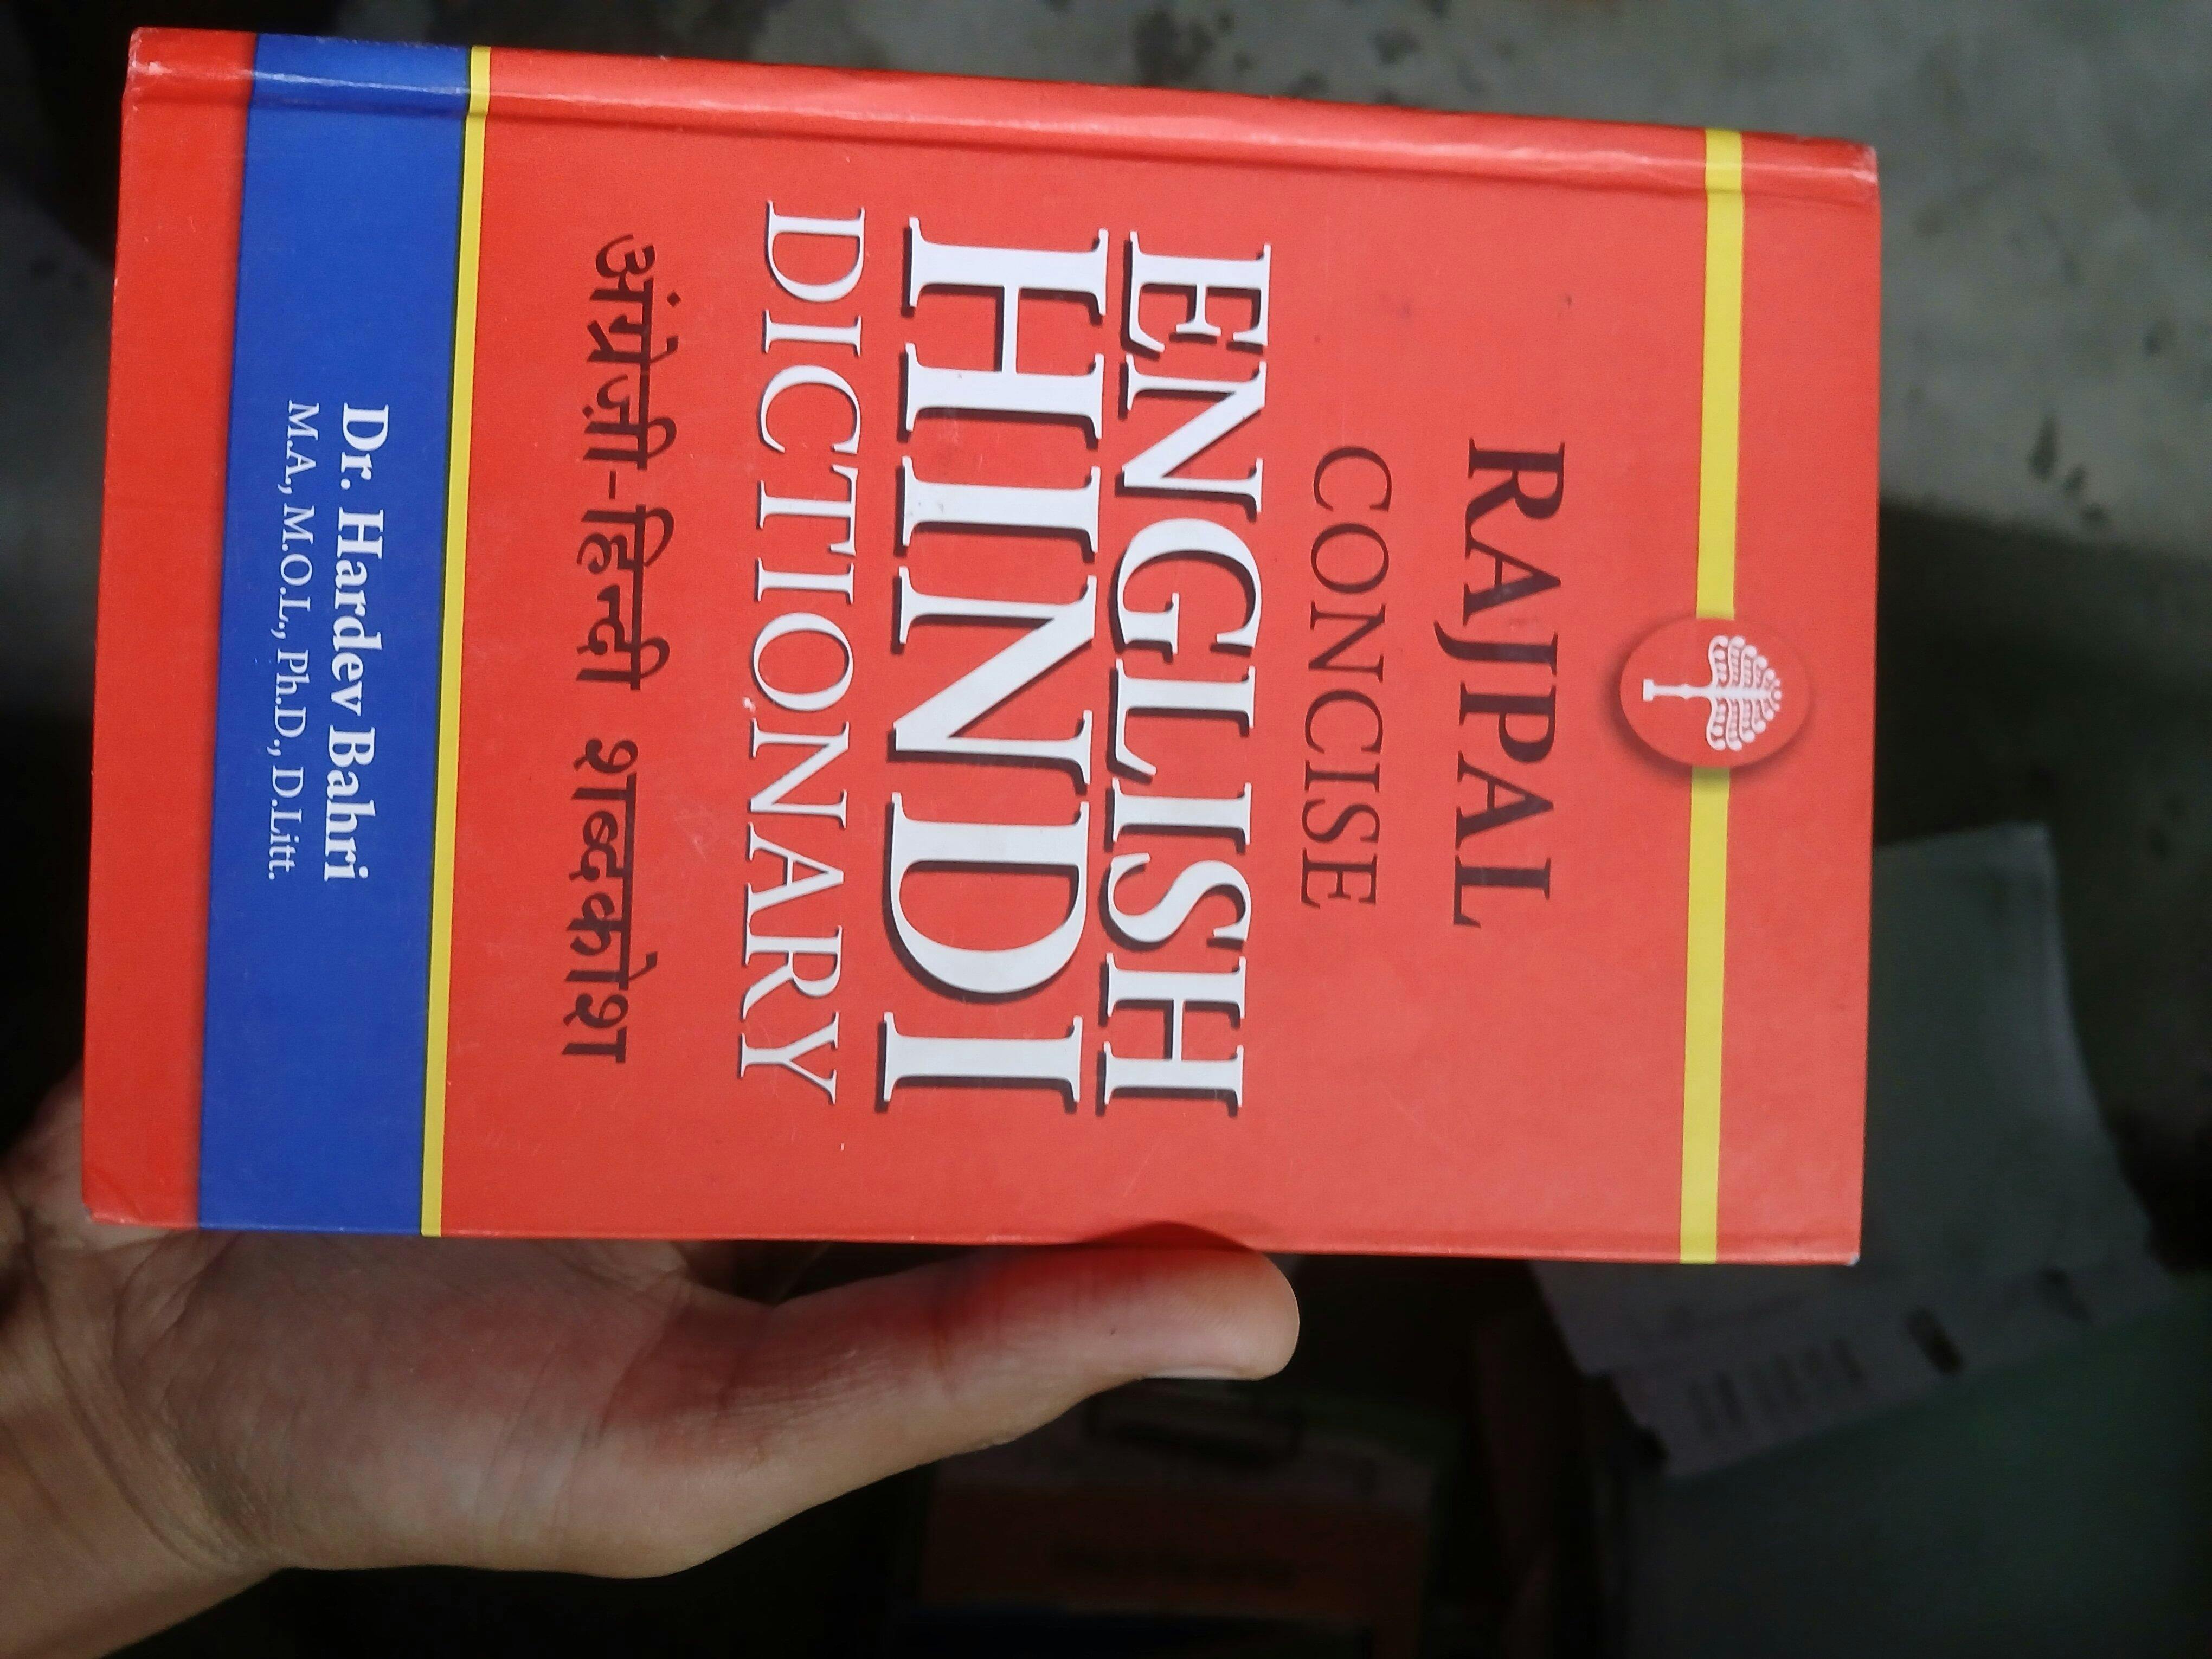 RAJPAL
CONCISE
ENGLISH
HINDI
DICTIONARY
अंग्रेज़ी-हिन्दी शब्दकोश
Dr. Hardev Bahri
M.A., M.O.L., Ph.D., D.Litt.